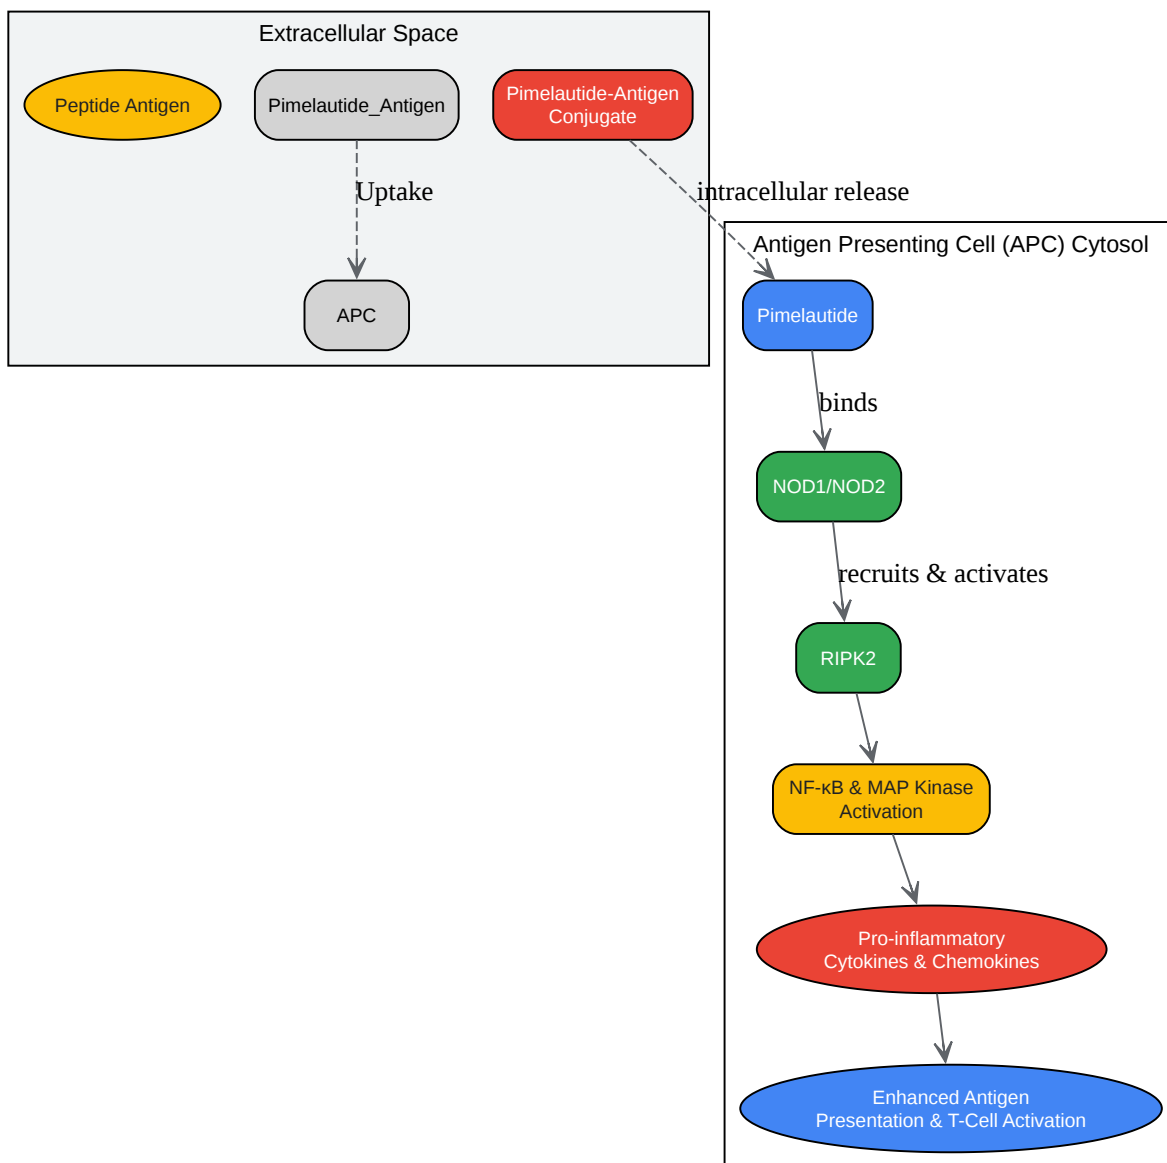 Extracellular Space
Peptide Antigen
Pimelautide_Antigen
Pimelautide-Antigen
Conjugate
Uptake
intracellular release
APC
Antigen Presenting Cell (APC) Cytosol
Pimelautide
binds
NOD1/NOD2
recruits & activates
RIPK2
NF-κB & MAP Kinase
Activation
Pro-inflammatory
Cytokines & Chemokines
Enhanced Antigen
Presentation & T-Cell Activation